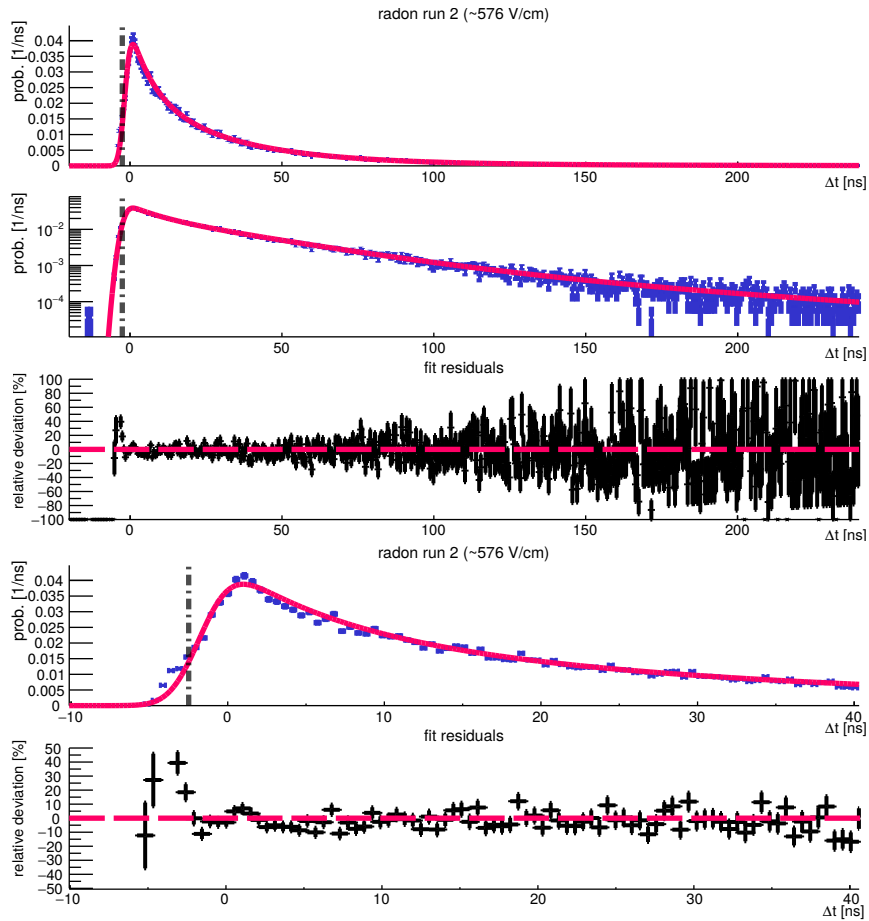 radon run 2 (~576 V/cm)
prob. [1/ns]
0.04
0.035
0.03
0.025
0.02
0.015
0.01
0.005
0
0 50 100 150 200
Δt [ns]
prob. [1/ns]
10⁻²
10⁻³
10⁻⁴
0 50 100 150 200
Δt [ns]
fit residuals
relative deviation [%]
100
80
60
40
20
0
−20
−40
−60
−80
−100
0 50 100 150 200
Δt [ns]
radon run 2 (~576 V/cm)
prob. [1/ns]
0.04
0.035
0.03
0.025
0.02
0.015
0.01
0.005
0
−10 0 10 20 30 40
Δt [ns]
fit residuals
relative deviation [%]
50
40
30
20
10
0
−10
−20
−30
−40
−50
−10 0 10 20 30 40
Δt [ns]